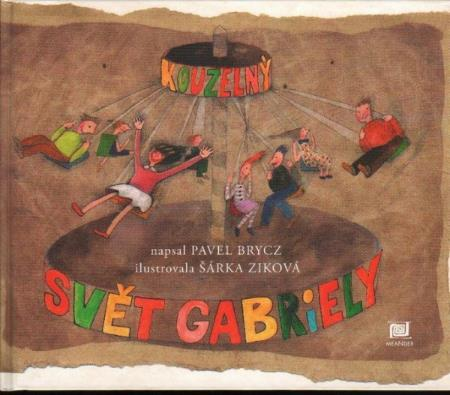 KOUZELNÝ
napsal PAVEL BRYCZ
ilustrovala ŠÁRKA ZIKOVÁ
SVĚT GABRiELY
MEANDER